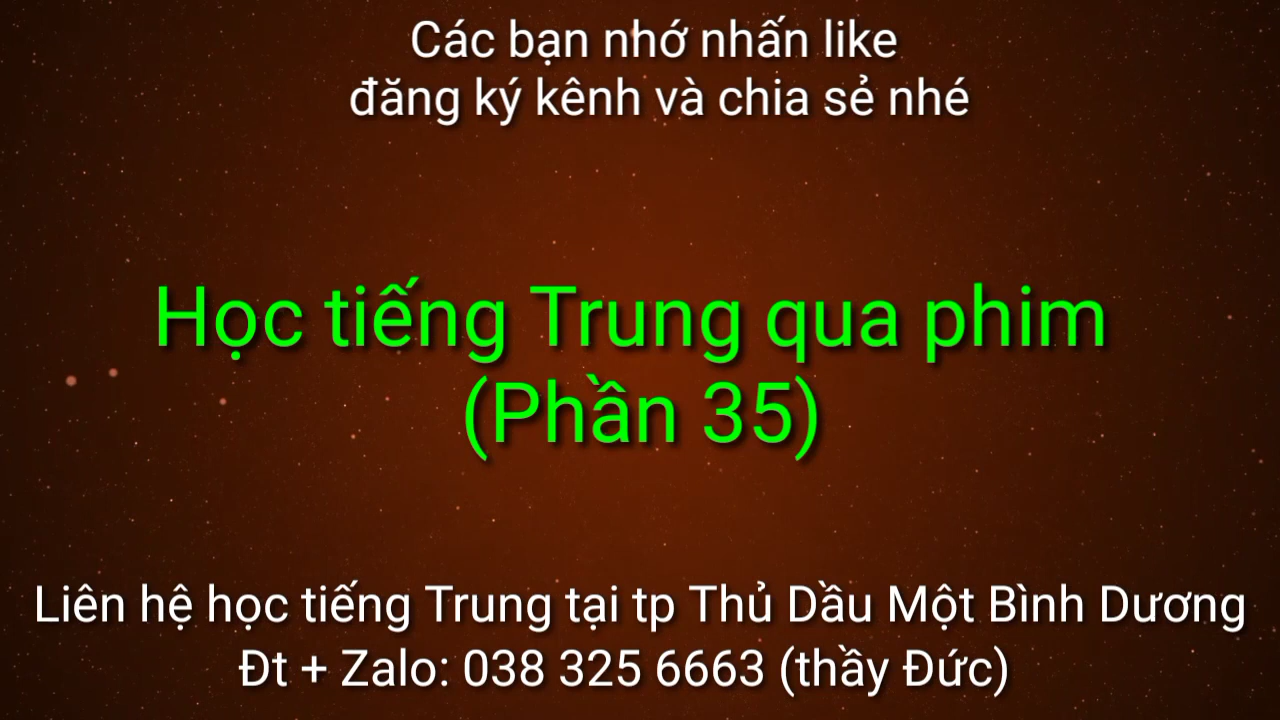 Các bạn nhớ nhấn like
đăng ký kênh và chia sẻ nhé
Học tiếng Trung qua phim
(Phần 35)
Liên hệ học tiếng Trung tại tp Thủ Dầu Một Bình Dương
Đt + Zalo: 038 325 6663 (thầy Đức)